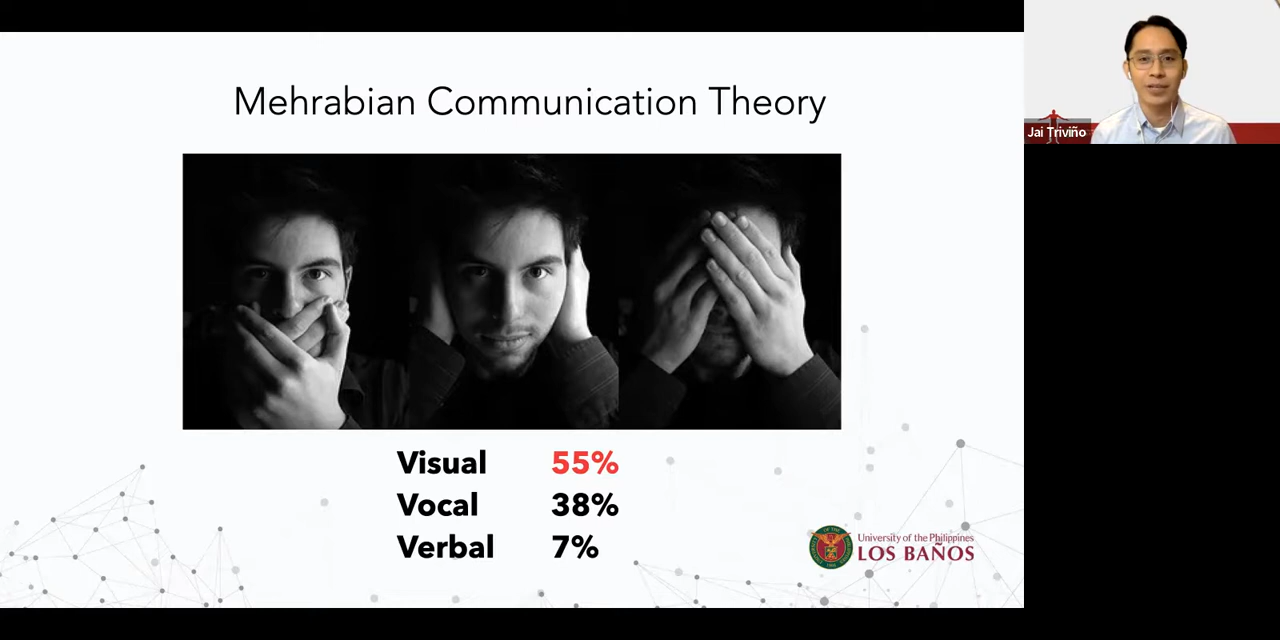 Mehrabian Communication Theory
Visual 55%
Vocal 38%
Verbal 7%
University of the Philippines
LOS BAÑOS
Jai Triviño